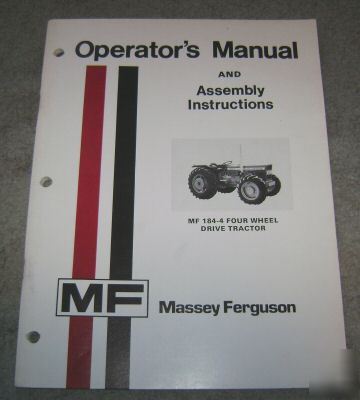 Operator's Manual
AND
Assembly
Instructions
MF 184-4 FOUR WHEEL
DRIVE TRACTOR
MF
Massey Ferguson